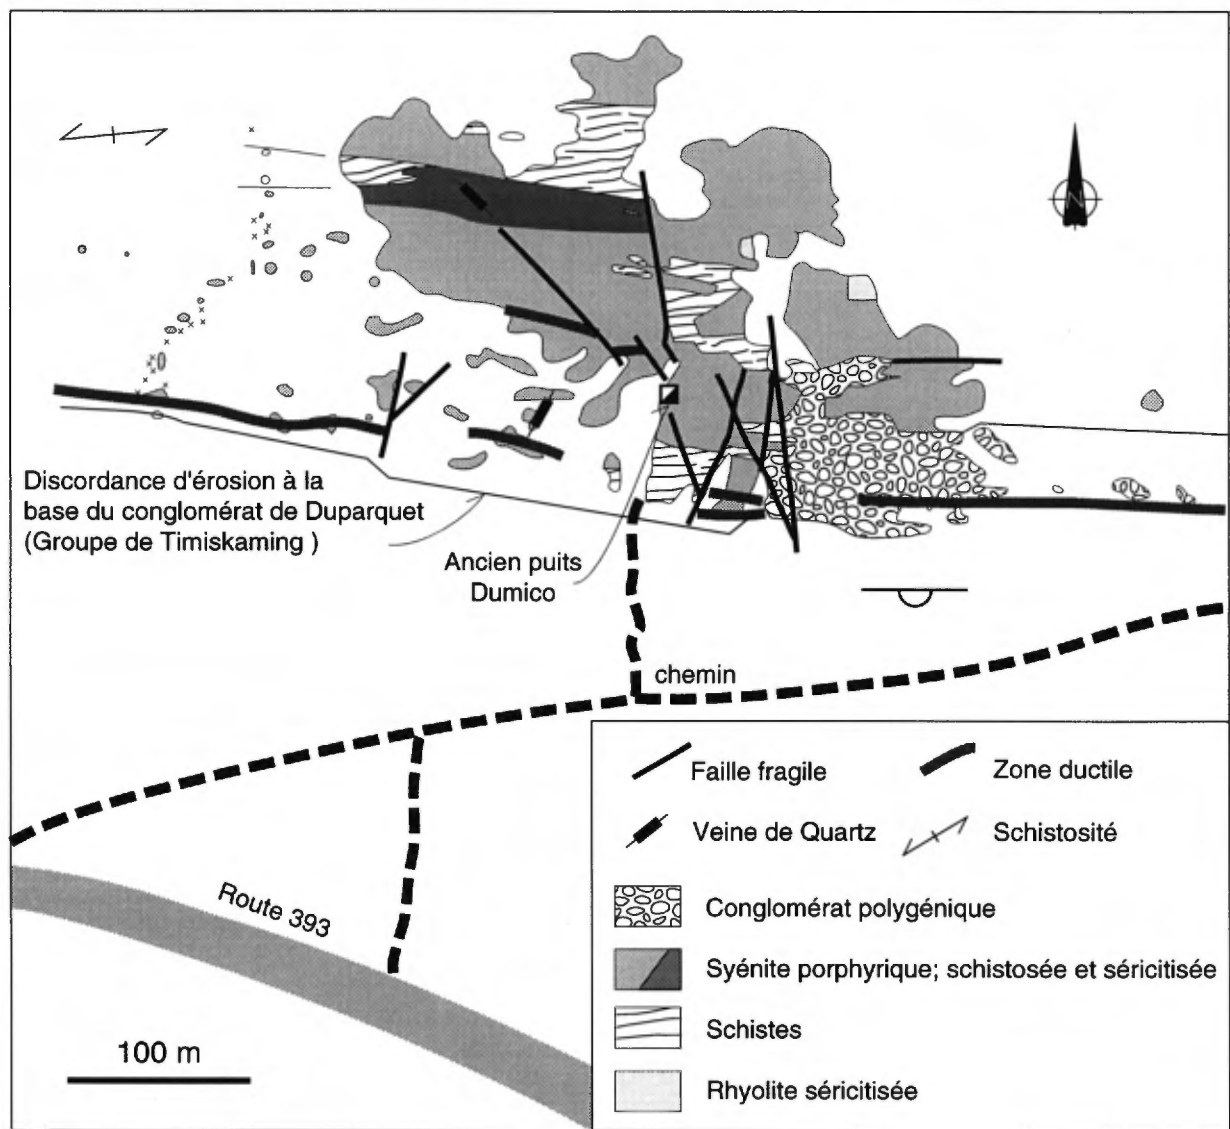 N
Discordance d'érosion à la
base du conglomérat de Duparquet
(Groupe de Timiskaming )
Ancien puits
Dumico
chemin
Route 393
100 m
Faille fragile
Zone ductile
Veine de Quartz
Schistosité
Conglomérat polygénique
Syénite porphyrique; schistosée et séricitisée
Schistes
Rhyolite séricitisée